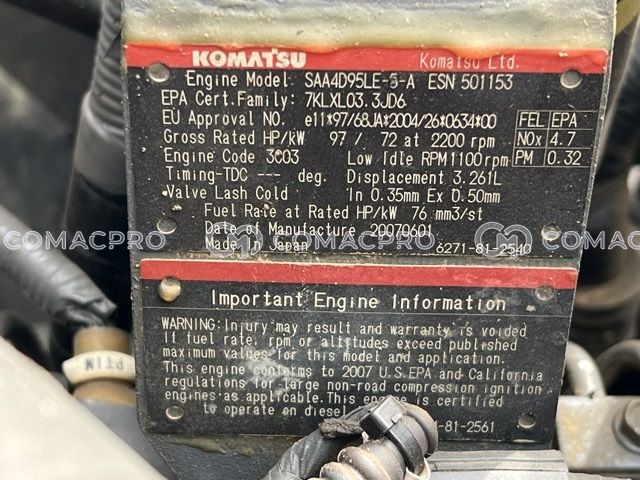 KOMATSU Komatsu Ltd.
Engine Model SAA4D95LE-5-A ESN 501153
EPA Cert.Family: 7KLXL03.3JD6
EU Approval NO. e11*97/68JA*2004/26*0634*00
FEL EPA
Gross Rated HP/kW 97 / 72 at 2200 rpm
NOx 4.7
Engine Code 3C03 Low Idle RPM1100rpm
PM 0.32
Timing-TDC --- deg. Displacement 3.261L
Valve Lash Cold In 0.35mm Ex 0.50mm
Fuel Rate at Rated HP/kW 76 mm3/st
Date of Manufacture 20070601
Made in Japan 6271-81-2540
COMACPRO COMACPRO COMACPRO
Important Engine Information
WARNING: Injury may result and warranty is voided
if fuel rate, rpm or altitudes exceed published
maximum values for this model and application.
This engine conforms to 2007 U.S.EPA and California
regulations for large non-road compression ignition
engines as applicable. This engine is certified
to operate on diesel
1-81-2561
PT1M